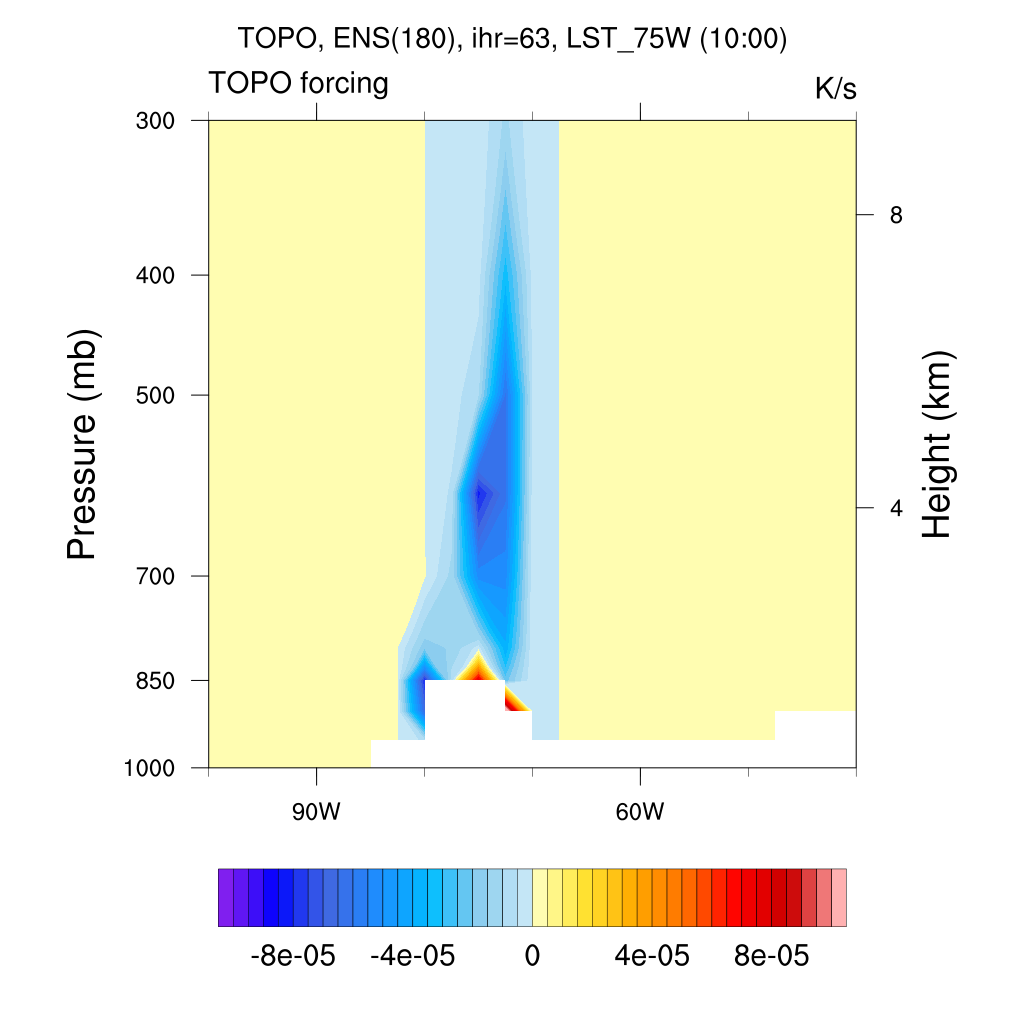 TOPO, ENS(180), ihr=63, LST_75W (10:00)
TOPO forcing
K/s
300
400
500
700
850
1000
Pressure (mb)
8
4
Height (km)
90W
60W
-8e-05
-4e-05
0
4e-05
8e-05